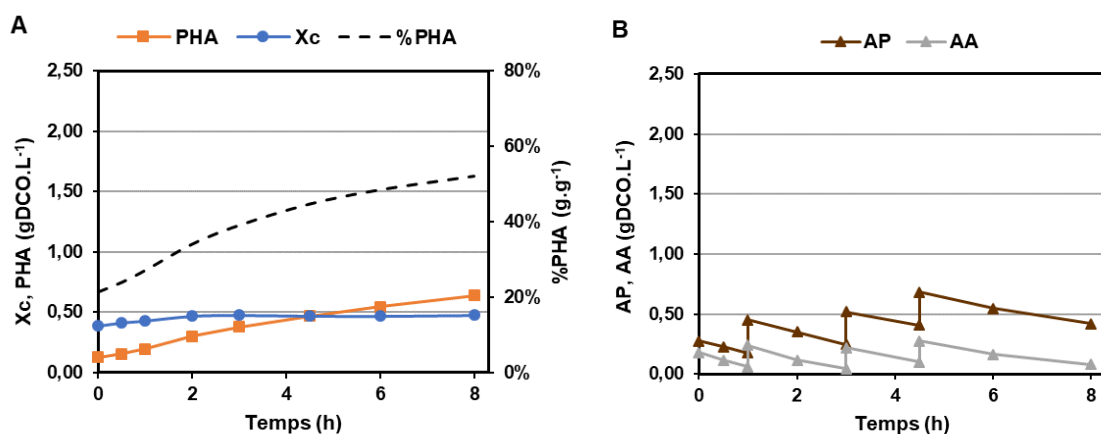 A
PHA Xc %PHA
Xc, PHA (gDCO.L-1)
2,50
2,00
1,50
1,00
0,50
0,00
80%
60%
40%
20%
0%
%PHA (g.g-1)
0 2 4 6 8
Temps (h)
B
AP AA
AP, AA (gDCO.L-1)
2,50
2,00
1,50
1,00
0,50
0,00
0 2 4 6 8
Temps (h)